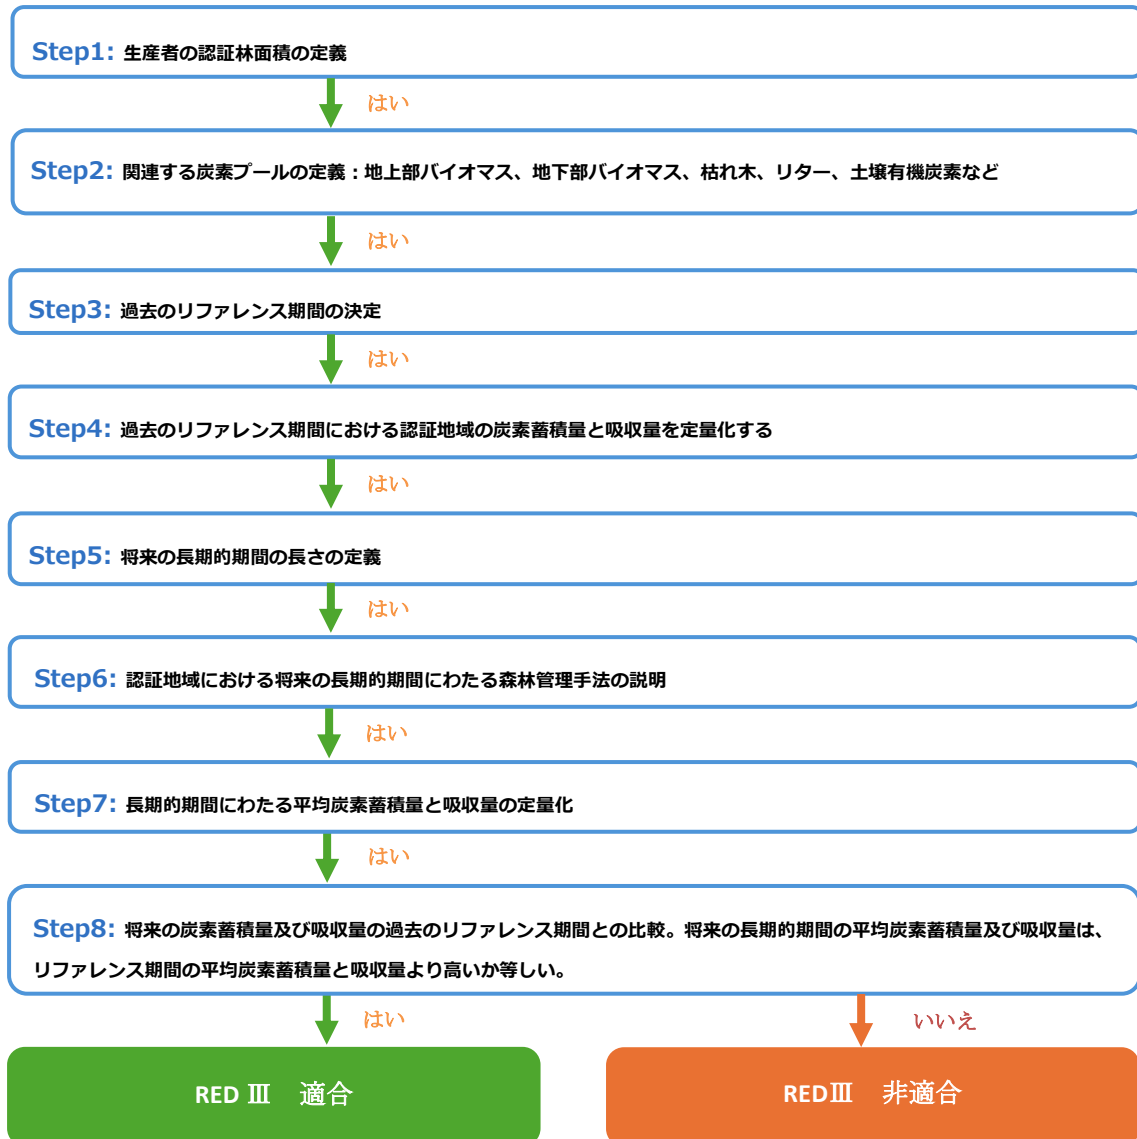 Step1: 生産者の認証林面積の定義
はい
Step2: 関連する炭素プールの定義：地上部バイオマス、地下部バイオマス、枯れ木、リター、土壌有機炭素など
はい
Step3: 過去のリファレンス期間の決定
はい
Step4: 過去のリファレンス期間における認証地域の炭素蓄積量と吸収量を定量化する
はい
Step5: 将来の長期的期間の長さの定義
はい
Step6: 認証地域における将来の長期的期間にわたる森林管理手法の説明
はい
Step7: 長期的期間にわたる平均炭素蓄積量と吸収量の定量化
はい
Step8: 将来の炭素蓄積量及び吸収量の過去のリファレンス期間との比較。将来の長期的期間の平均炭素蓄積量及び吸収量は、
リファレンス期間の平均炭素蓄積量と吸収量より高いか等しい。
はい
いいえ
RED Ⅲ　適合
REDⅢ　非適合